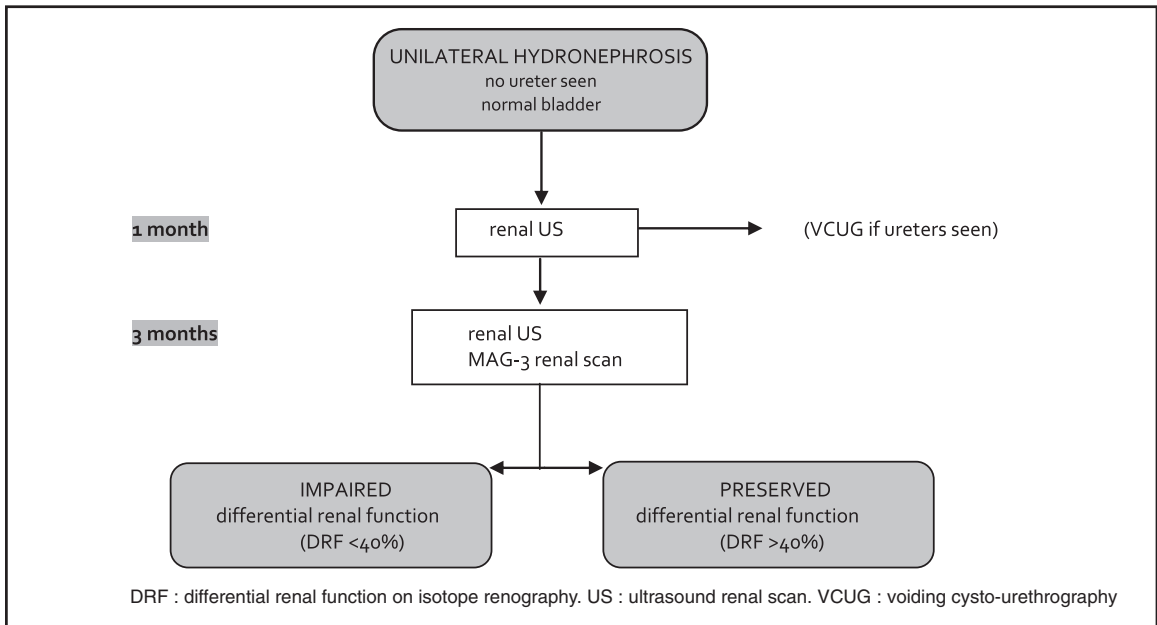 UNILATERAL HYDRONEPHROSIS
no ureter seen
normal bladder
1 month
renal US
(VCUG if ureters seen)
3 months
renal US
MAG-3 renal scan
IMPAIRED
differential renal function
(DRF <40%)
PRESERVED
differential renal function
(DRF >40%)
DRF : differential renal function on isotope renography. US : ultrasound renal scan. VCUG : voiding cysto-urethrography